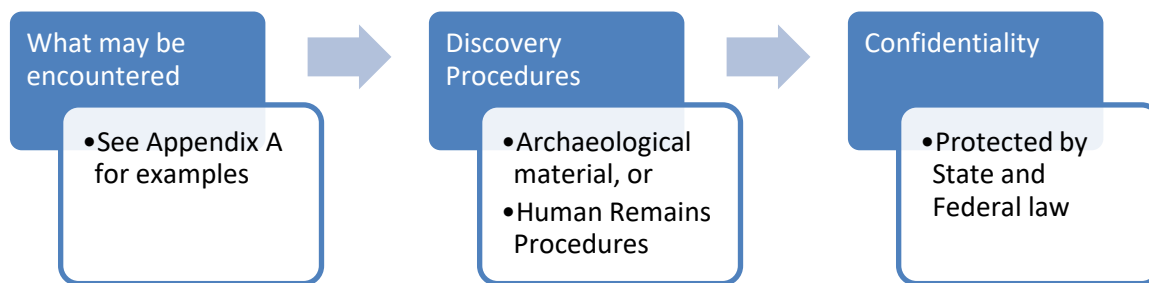 What may be
encountered
•See Appendix A
for examples
Discovery
Procedures
•Archaeological
material, or
•Human Remains
Procedures
Confidentiality
•Protected by
State and
Federal law